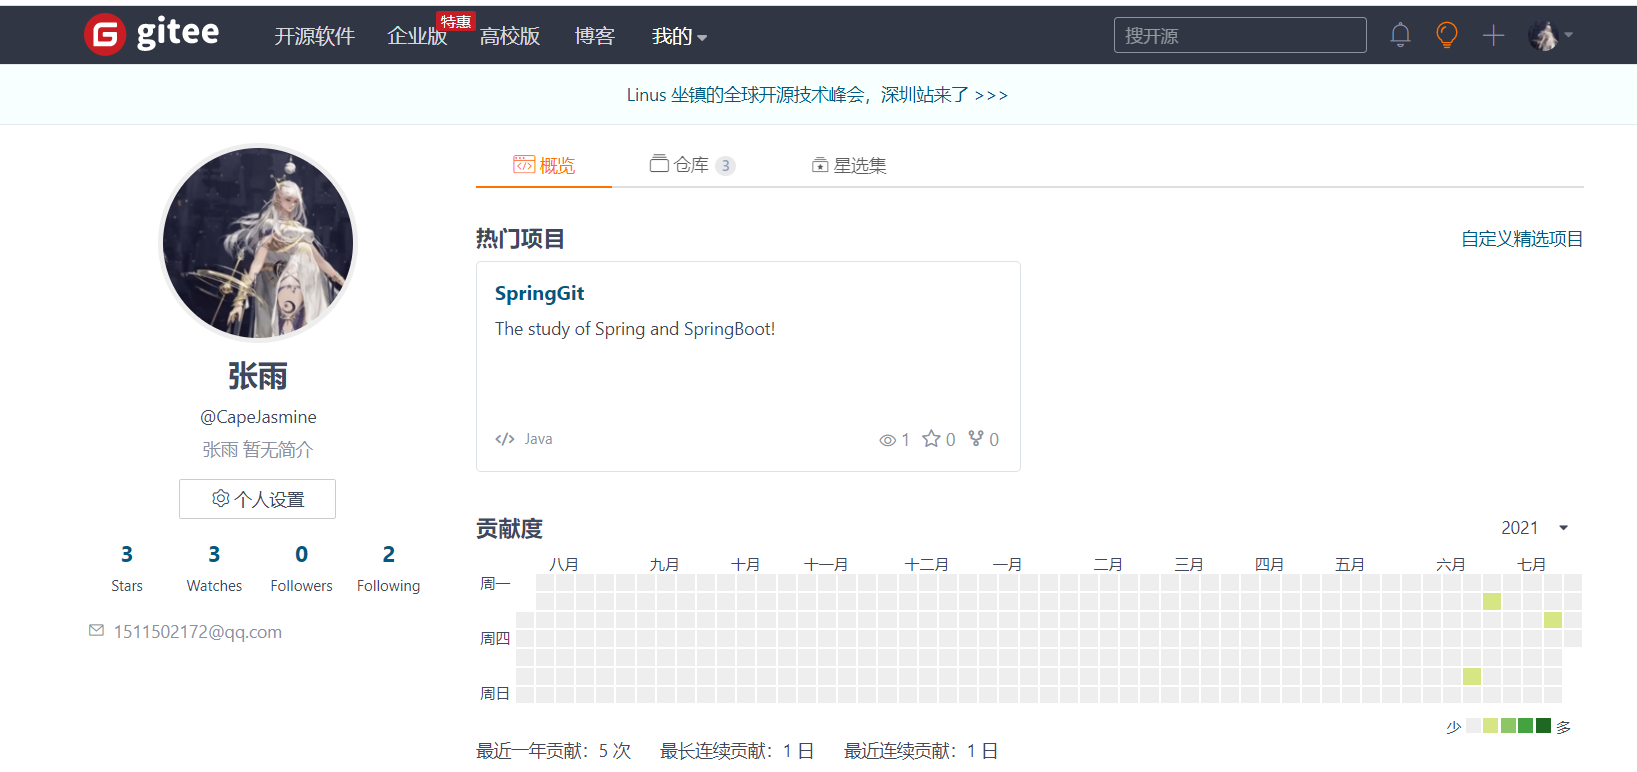 gitee 开源软件 企业版 特惠 高校版 博客 我的 搜开源
Linus 坐镇的全球开源技术峰会，深圳站来了 >>>
概览 仓库 3 星选集
热门项目 自定义精选项目
SpringGit
The study of Spring and SpringBoot!
Java 1 0 0
张雨
@CapeJasmine
张雨 暂无简介
个人设置
3 3 0 2
Stars Watches Followers Following
1511502172@qq.com
贡献度 2021
八月 九月 十月 十一月 十二月 一月 二月 三月 四月 五月 六月 七月
周一
周四
周日
少 多
最近一年贡献：5 次 最长连续贡献：1 日 最近连续贡献：1 日